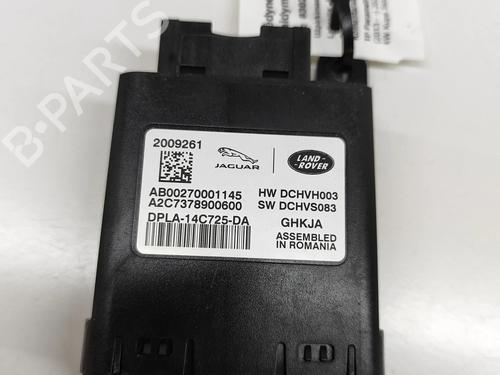 2009261
JAGUAR
LAND-
ROVER
AB00270001145
A2C7378900600
DPLA-14C725-DA
HW DCHVH003
SW DCHVS083
GHKJA
ASSEMBLED
IN ROMANIA
B-PARTS